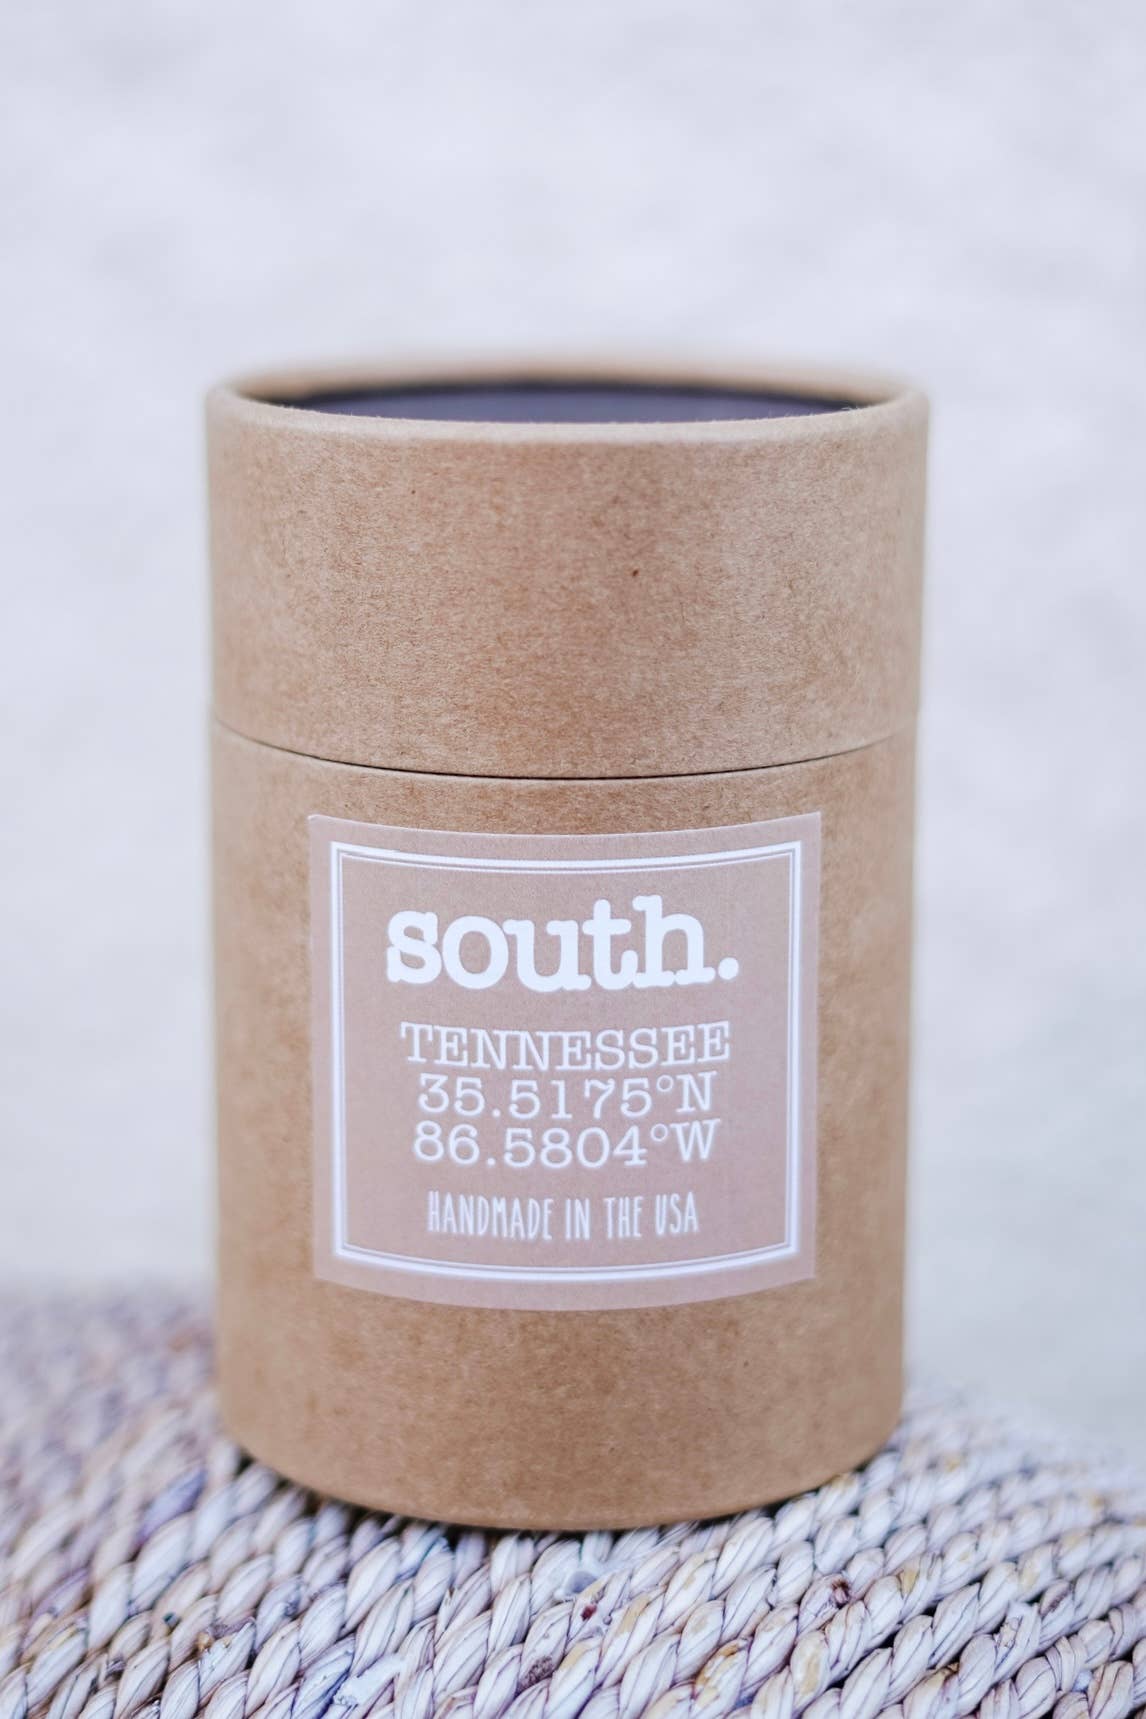 south.
TENNESSEE
35.5175°N
86.5804°W
HANDMADE IN THE USA